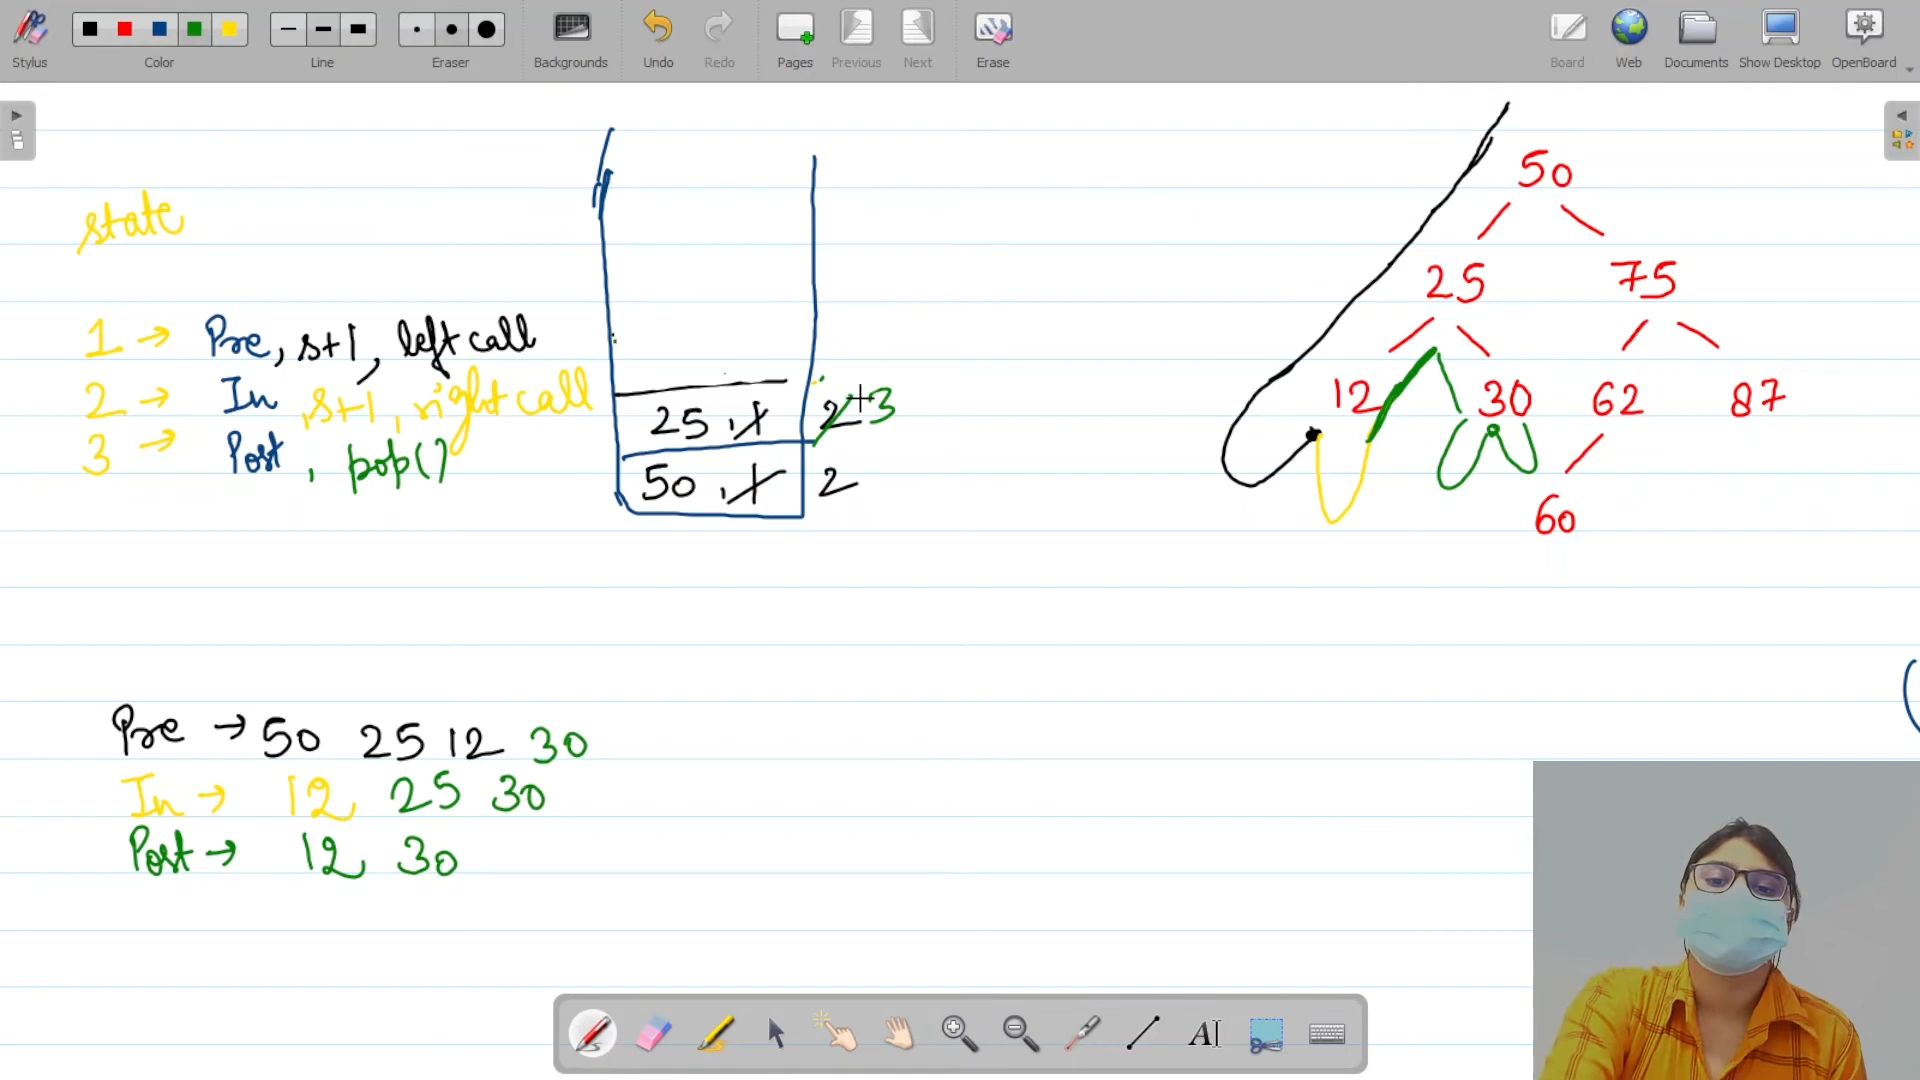 Stylus Color Line Eraser Backgrounds Undo Redo Pages Previous Next Erase Board Web Documents Show Desktop OpenBoard
state
1 → Pre, s+1, left call
2 → In, s+1, right call
3 → Post, pop()
25, 1 2 3
50, 1 2
50
25 75
12 30 62 87
60
Pre → 50 25 12 30
In → 12 25 30
Post → 12 30